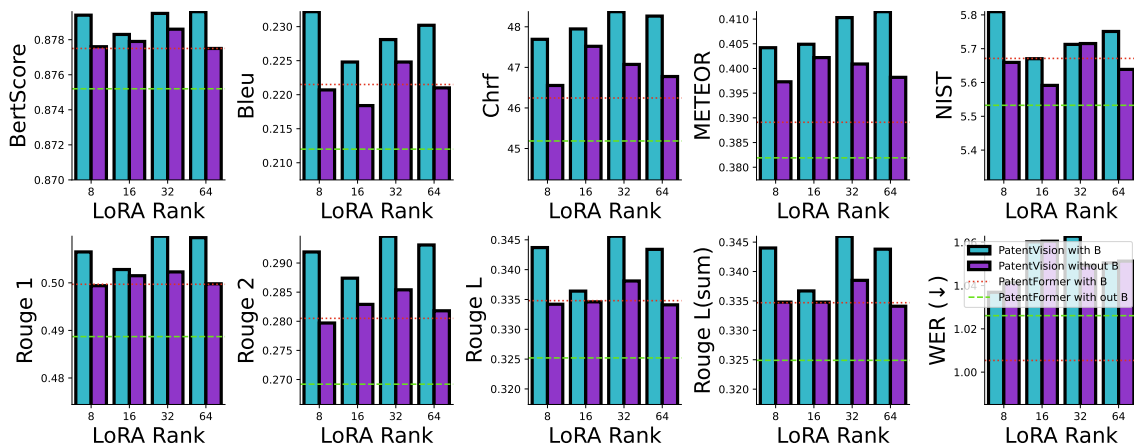 BertScore
0.878
0.876
0.874
0.872
0.870
8 16 32 64
LoRA Rank
Bleu
0.230
0.225
0.220
0.215
0.210
8 16 32 64
LoRA Rank
Chrf
48
47
46
45
8 16 32 64
LoRA Rank
METEOR
0.410
0.405
0.400
0.395
0.390
0.385
0.380
8 16 32 64
LoRA Rank
NIST
5.8
5.7
5.6
5.5
5.4
8 16 32 64
LoRA Rank
Rouge 1
0.50
0.49
0.48
8 16 32 64
LoRA Rank
Rouge 2
0.290
0.285
0.280
0.275
0.270
8 16 32 64
LoRA Rank
Rouge L
0.345
0.340
0.335
0.330
0.325
0.320
8 16 32 64
LoRA Rank
Rouge L(sum)
0.345
0.340
0.335
0.330
0.325
0.320
8 16 32 64
LoRA Rank
WER (↓)
1.06
1.04
1.02
1.00
PatentVision with B
PatentVision without B
PatentFormer with B
PatentFormer with out B
8 16 32 64
LoRA Rank